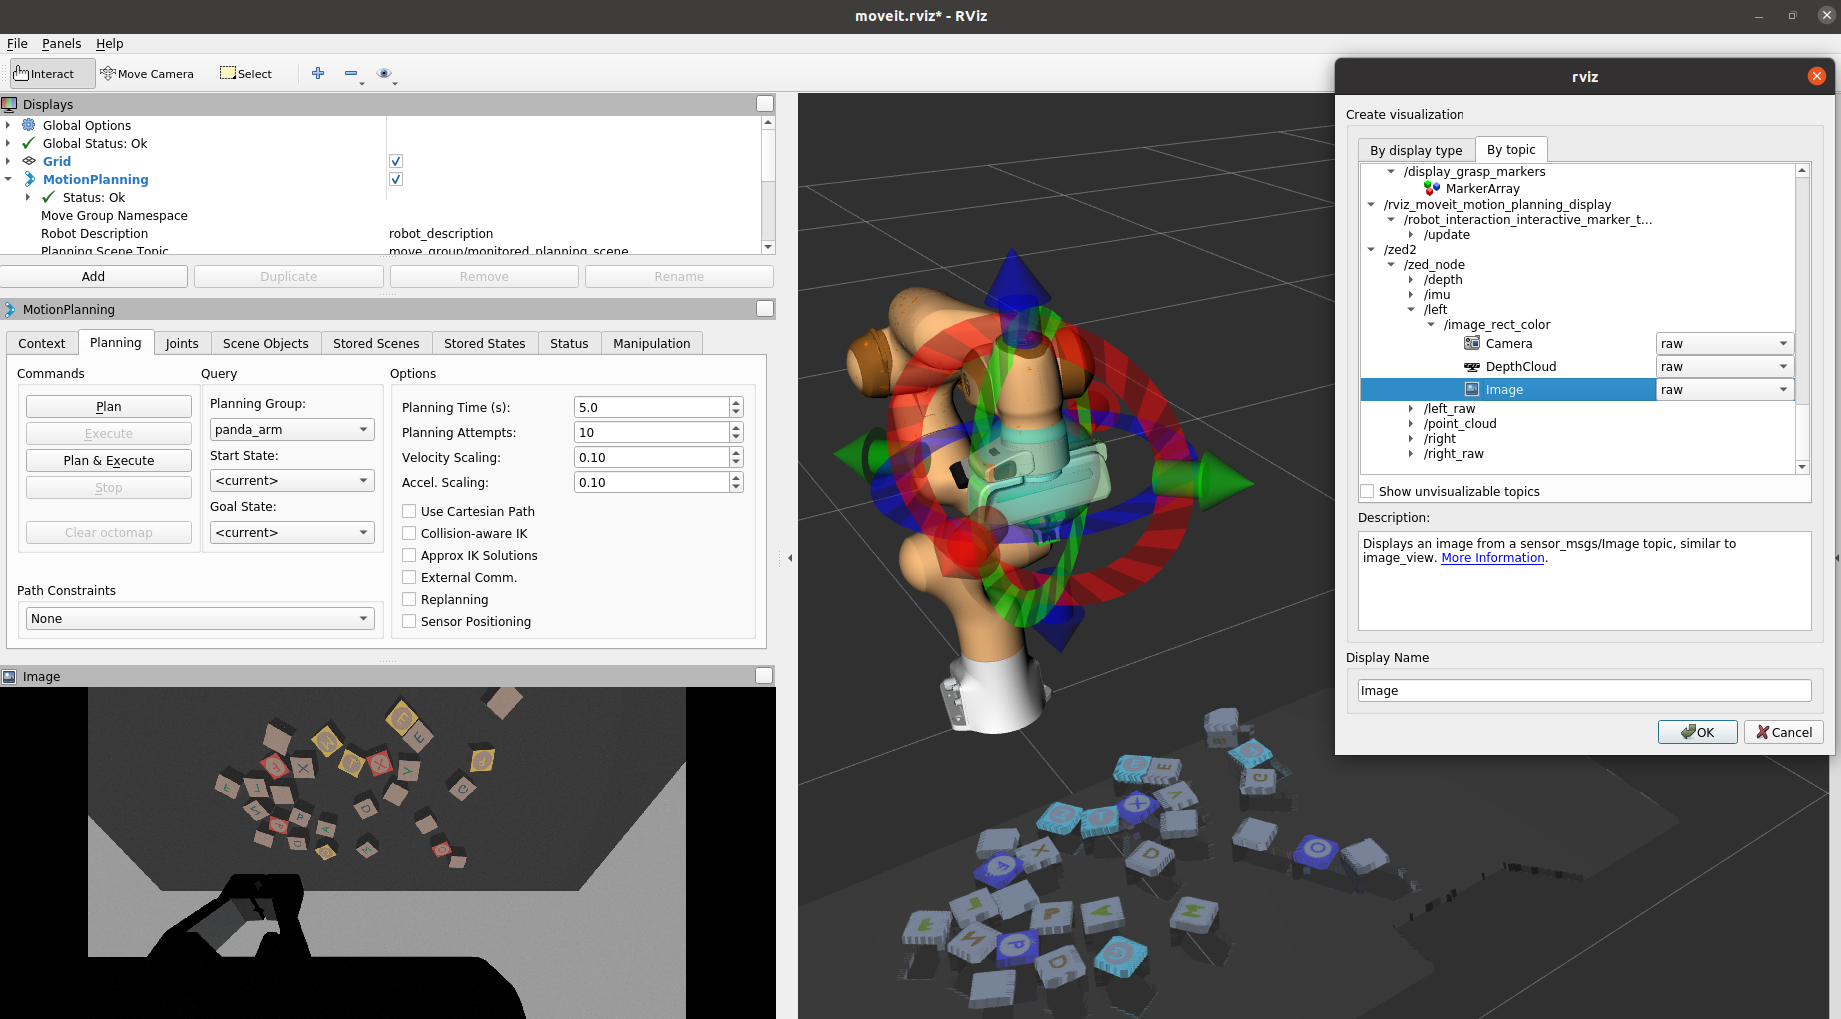 moveit.rviz* - RViz
File Panels Help
Interact Move Camera Select
Displays
Global Options
Global Status: Ok
Grid
MotionPlanning
Status: Ok
Move Group Namespace
Robot Description robot_description
Planning Scene Topic move_group/monitored_planning_scene
Add Duplicate Remove Rename
MotionPlanning
Context Planning Joints Scene Objects Stored Scenes Stored States Status Manipulation
Commands Query Options
Plan
Execute
Plan & Execute
Stop
Clear octomap
Planning Group:
panda_arm
Start State:
<current>
Goal State:
<current>
Planning Time (s): 5.0
Planning Attempts: 10
Velocity Scaling: 0.10
Accel. Scaling: 0.10
Use Cartesian Path
Collision-aware IK
Approx IK Solutions
External Comm.
Replanning
Sensor Positioning
Path Constraints
None
Image
rviz
Create visualization
By display type By topic
/display_grasp_markers
MarkerArray
/rviz_moveit_motion_planning_display
/robot_interaction_interactive_marker_t...
/update
/zed2
/zed_node
/depth
/imu
/left
/image_rect_color
Camera raw
DepthCloud raw
Image raw
/left_raw
/point_cloud
/right
/right_raw
Show unvisualizable topics
Description:
Displays an image from a sensor_msgs/Image topic, similar to
image_view. More Information.
Display Name
Image
OK Cancel